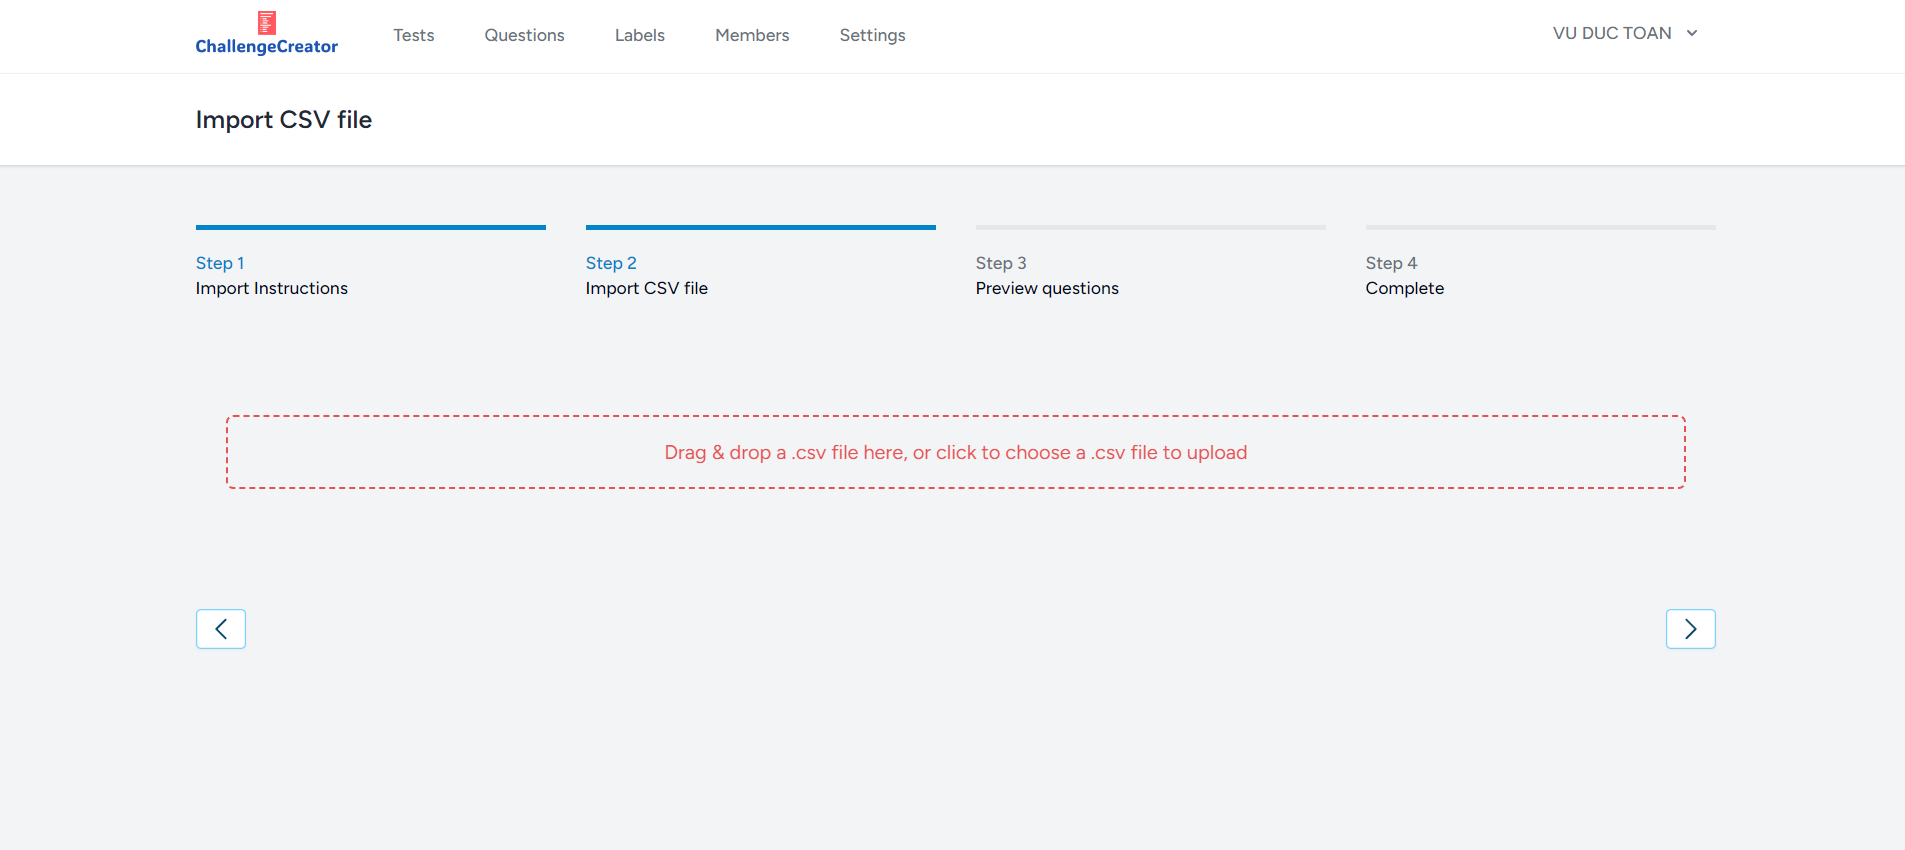 ChallengeCreator
Tests Questions Labels Members Settings
VU DUC TOAN
Import CSV file
Step 1
Import Instructions
Step 2
Import CSV file
Step 3
Preview questions
Step 4
Complete
Drag & drop a .csv file here, or click to choose a .csv file to upload